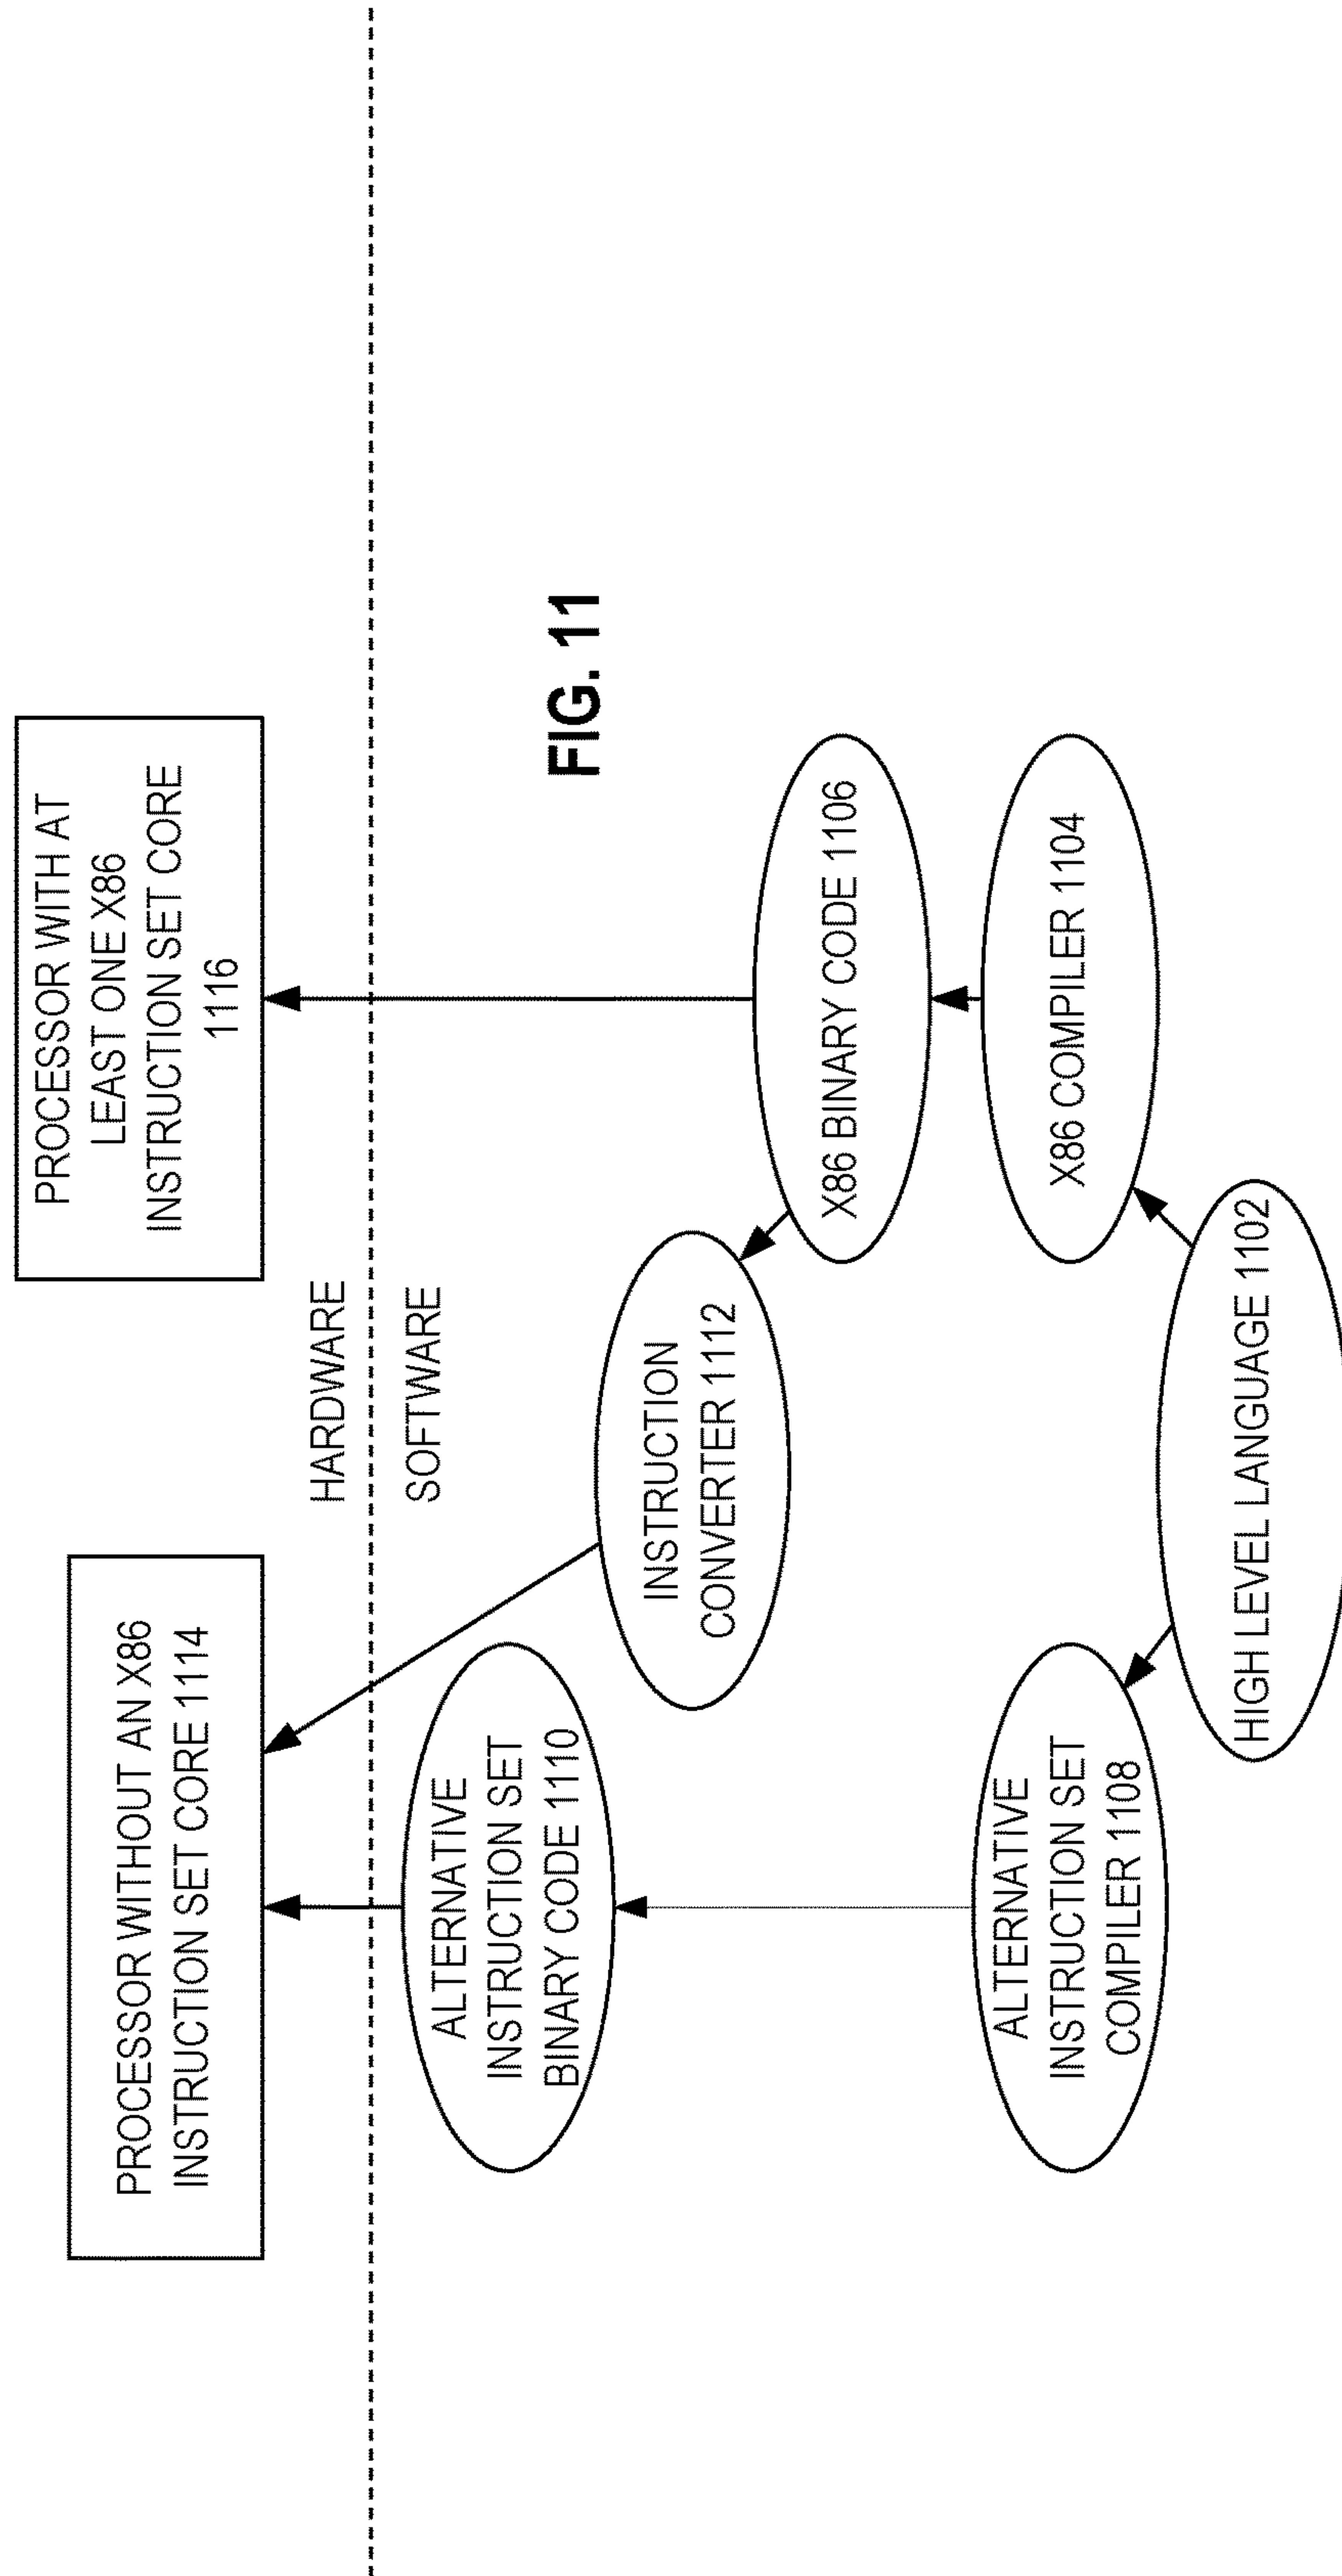 PROCESSOR WITHOUT AN X86
INSTRUCTION SET CORE 1114
PROCESSOR WITH AT
LEAST ONE X86
INSTRUCTION SET CORE
1116
HARDWARE
SOFTWARE
ALTERNATIVE
INSTRUCTION SET
BINARY CODE 1110
INSTRUCTION
CONVERTER 1112
FIG. 11
X86 BINARY CODE 1106
ALTERNATIVE
INSTRUCTION SET
COMPILER 1108
X86 COMPILER 1104
HIGH LEVEL LANGUAGE 1102